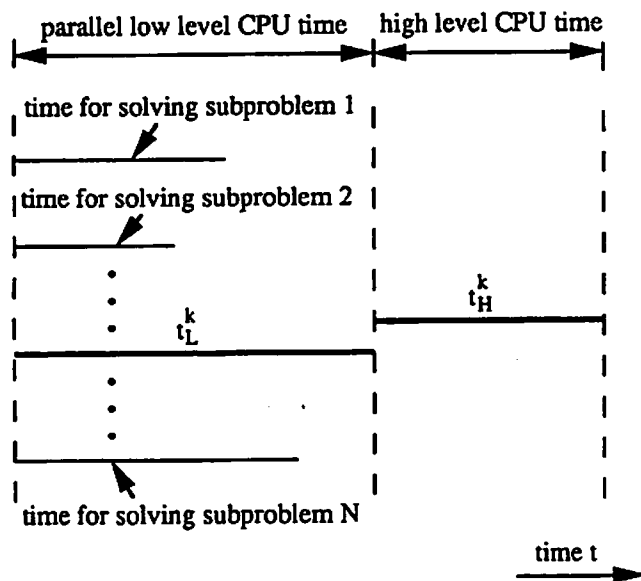 parallel low level CPU time
high level CPU time
time for solving subproblem 1
time for solving subproblem 2
t_H^k
t_L^k
time for solving subproblem N
time t